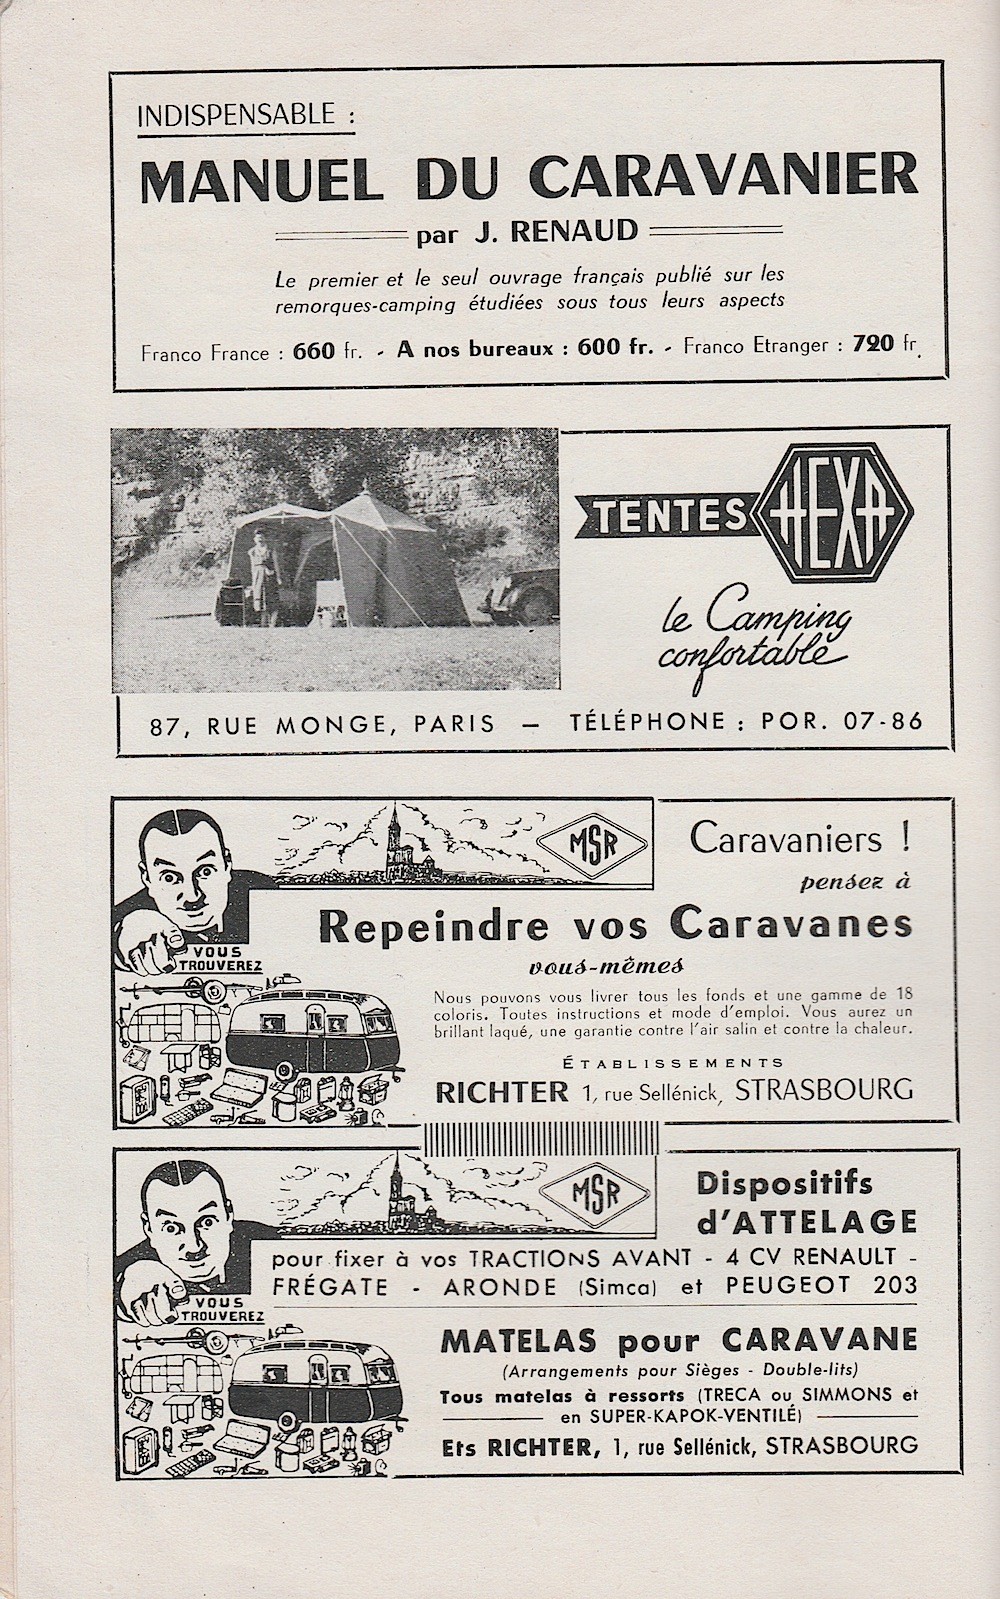 INDISPENSABLE :
MANUEL DU CARAVANIER
par J. RENAUD
Le premier et le seul ouvrage français publié sur les
remorques-camping étudiées sous tous leurs aspects
Franco France : 660 fr. - A nos bureaux : 600 fr. - Franco Etranger : 720 fr.
TENTES HEXA
le Camping
confortable
87, RUE MONGE, PARIS — TÉLÉPHONE : POR. 07-86
MSR
Caravaniers !
pensez à
Repeindre vos Caravanes
vous-mêmes
VOUS
TROUVEREZ
Nous pouvons vous livrer tous les fonds et une gamme de 18
coloris. Toutes instructions et mode d'emploi. Vous aurez un
brillant laqué, une garantie contre l'air salin et contre la chaleur.
ÉTABLISSEMENTS
RICHTER 1, rue Sellénick, STRASBOURG
MSR
Dispositifs
d'ATTELAGE
pour fixer à vos TRACTIONS AVANT - 4 CV RENAULT -
FRÉGATE - ARONDE (Simca) et PEUGEOT 203
VOUS
TROUVEREZ
MATELAS pour CARAVANE
(Arrangements pour Sièges - Double-lits)
Tous matelas à ressorts (TRECA ou SIMMONS et
en SUPER-KAPOK-VENTILÉ)
Ets RICHTER, 1, rue Sellénick, STRASBOURG